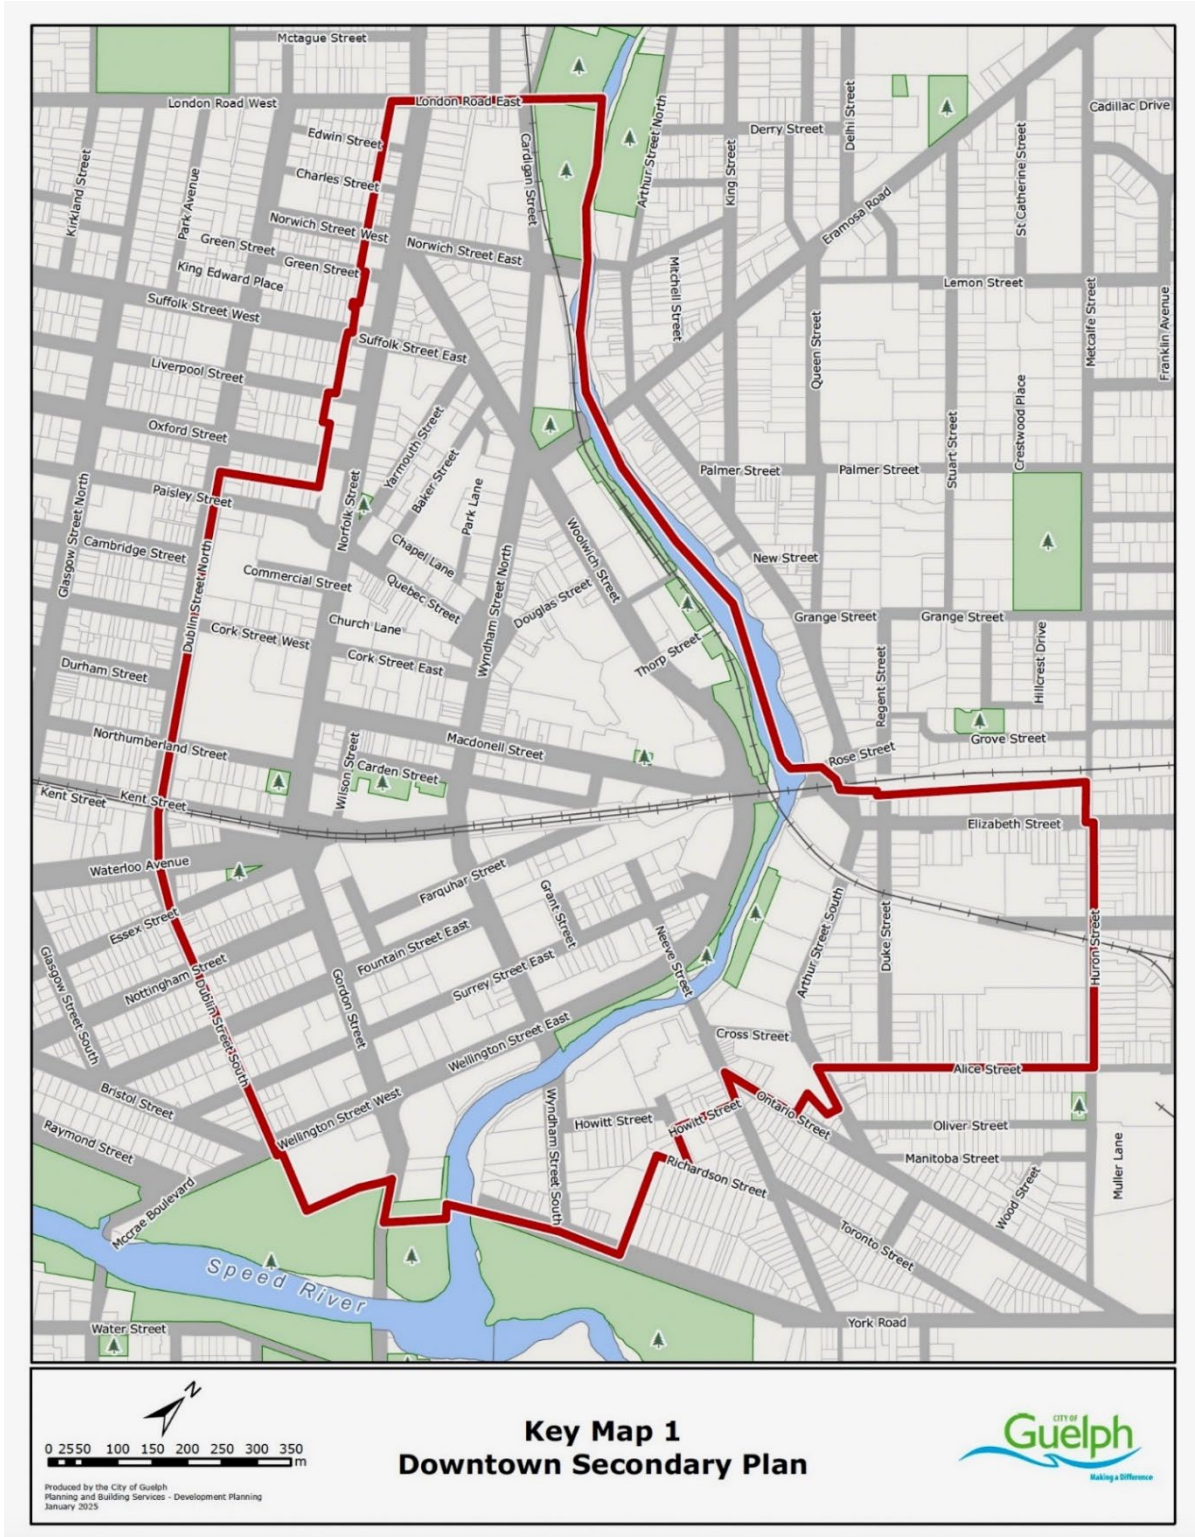 Mctague Street
London Road West
London Road East
Cadillac Drive
Derry Street
Delhi Street
Edwin Street
Cardigan Street
Arthur Street North
King Street
St Catherine Street
Kirkland Street
Park Avenue
Charles Street
Eramosa Road
Norwich Street West
Norwich Street East
Green Street
Green Street
King Edward Place
Mitchell Street
Lemon Street
Metcalfe Street
Franklin Avenue
Suffolk Street West
Suffolk Street East
Queen Street
Liverpool Street
Oxford Street
Yarmouth Street
Baker Street
Park Lane
Stuart Street
Crestwood Place
Palmer Street
Palmer Street
Glasgow Street North
Paisley Street
Norfolk Street
Cambridge Street
Chapel Lane
Woolwich Street
New Street
Commercial Street
Quebec Street
Wyndham Street North
Douglas Street
Dublin Street North
Church Lane
Grange Street
Grange Street
Cork Street West
Cork Street East
Thorp Street
Regent Street
Hillcrest Drive
Durham Street
Northumberland Street
Macdonell Street
Rose Street
Grove Street
Wilson Street
Carden Street
Kent Street
Kent Street
Elizabeth Street
Waterloo Avenue
Farquhar Street
Essex Street
Grant Street
Arthur Street South
Duke Street
Huron Street
Fountain Street East
Neeve Street
Glasgow Street South
Nottingham Street
Dublin Street South
Gordon Street
Surrey Street East
Wellington Street East
Cross Street
Alice Street
Bristol Street
Wellington Street West
Wyndham Street South
Howitt Street
Howitt Street
Ontario Street
Oliver Street
Raymond Street
Richardson Street
Manitoba Street
Muller Lane
Mccrae Boulevard
Wood Street
Toronto Street
Speed River
Water Street
York Road
N
0 25 50 100 150 200 250 300 350
m
Key Map 1
Downtown Secondary Plan
CITY OF
Guelph
Making a Difference
Produced by the City of Guelph
Planning and Building Services - Development Planning
January 2025